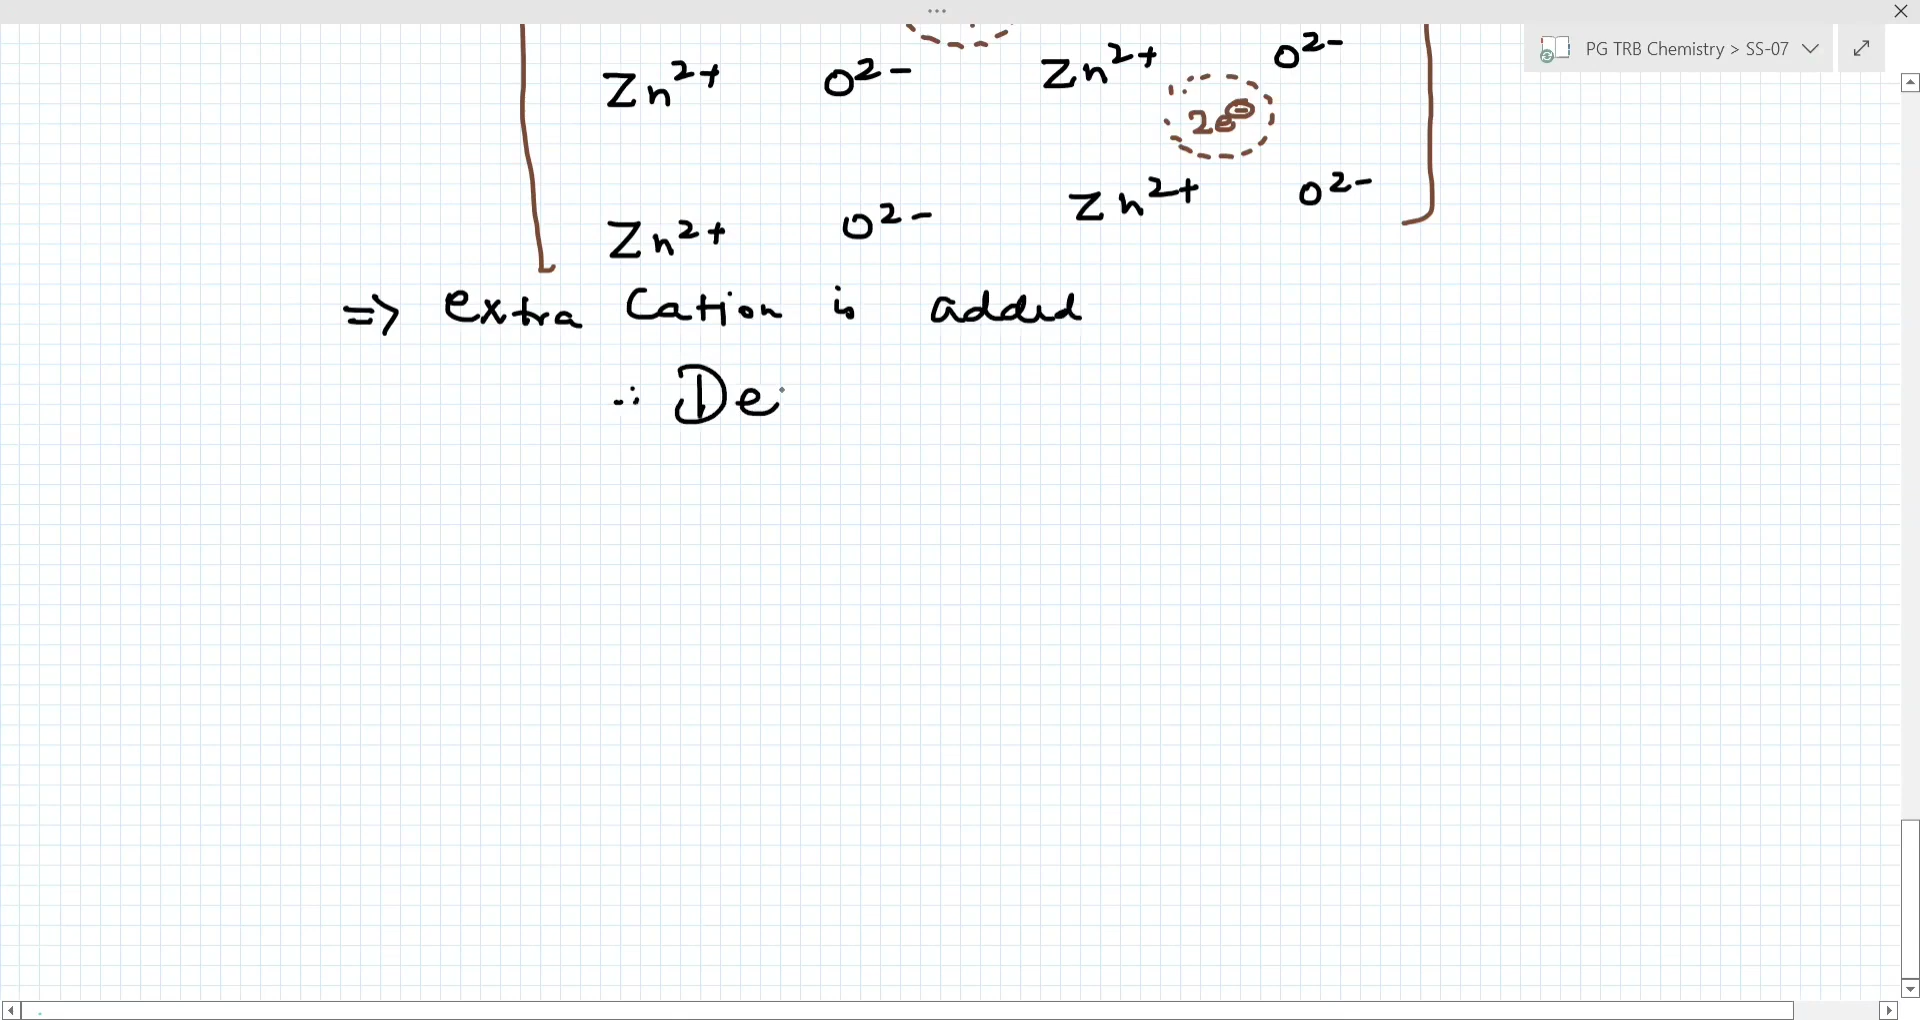 PG TRB Chemistry > SS-07
Zn²⁺ O²⁻ Zn²⁺ O²⁻
2e⊖
Zn²⁺ O²⁻ Zn²⁺ O²⁻
=> extra Cation is added
∴ De